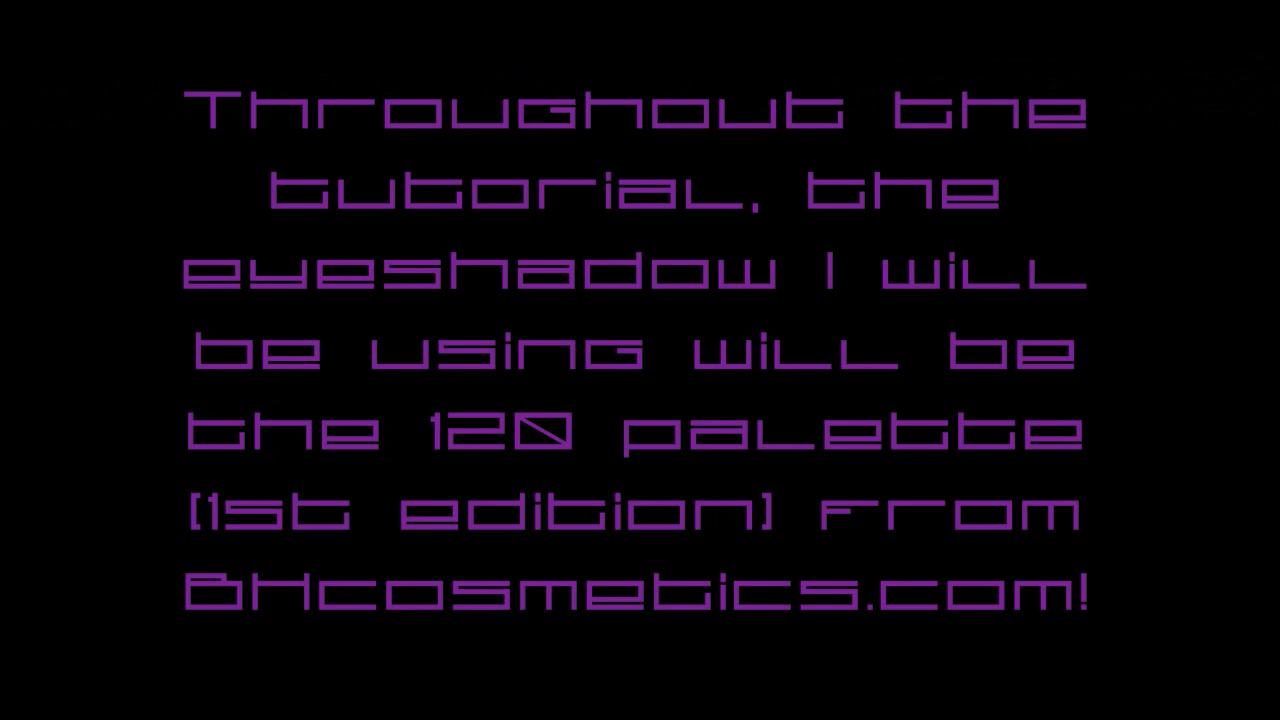 Throughout the
tutorial, the
eyeshadow I will
be using will be
the 120 palette
(1st edition) from
BHcosmetics.com!